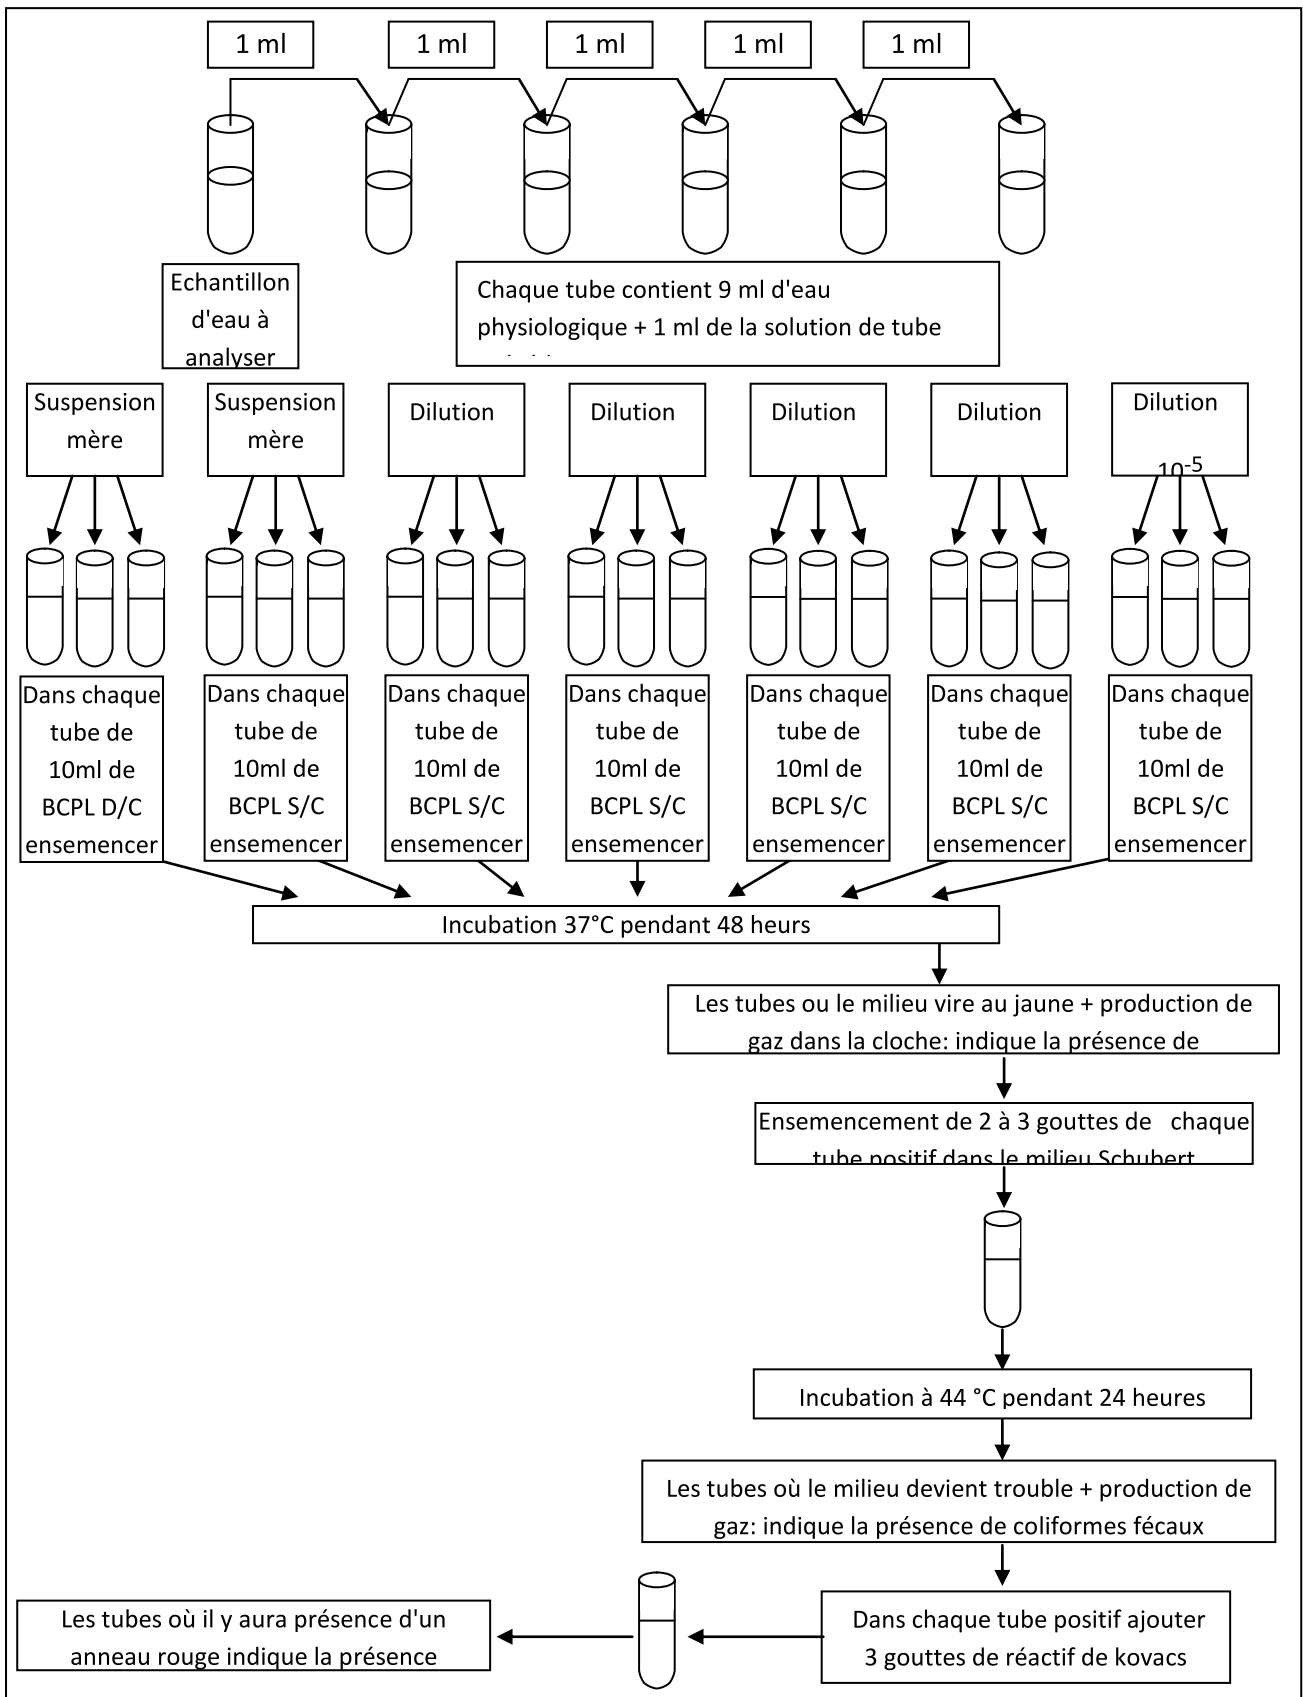 1 ml
1 ml
1 ml
1 ml
1 ml
Echantillon
d'eau à
analyser
Chaque tube contient 9 ml d'eau
physiologique + 1 ml de la solution de tube
Suspension
mère
Suspension
mère
Dilution
Dilution
Dilution
Dilution
Dilution
10-5
Dans chaque
tube de
10ml de
BCPL D/C
ensemencer
Dans chaque
tube de
10ml de
BCPL S/C
ensemencer
Dans chaque
tube de
10ml de
BCPL S/C
ensemencer
Dans chaque
tube de
10ml de
BCPL S/C
ensemencer
Dans chaque
tube de
10ml de
BCPL S/C
ensemencer
Dans chaque
tube de
10ml de
BCPL S/C
ensemencer
Dans chaque
tube de
10ml de
BCPL S/C
ensemencer
Incubation 37°C pendant 48 heurs
Les tubes ou le milieu vire au jaune + production de
gaz dans la cloche: indique la présence de
Ensemencement de 2 à 3 gouttes de chaque
tube positif dans le milieu Schubert
Incubation à 44 °C pendant 24 heures
Les tubes où le milieu devient trouble + production de
gaz: indique la présence de coliformes fécaux
Dans chaque tube positif ajouter
3 gouttes de réactif de kovacs
Les tubes où il y aura présence d'un
anneau rouge indique la présence